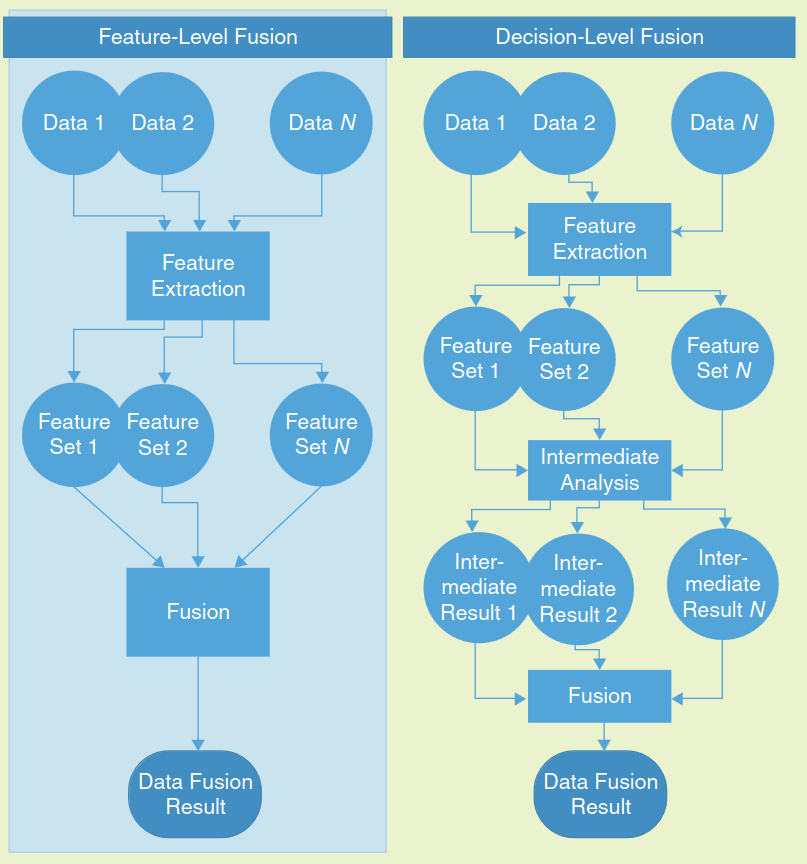 Feature-Level Fusion
Data 1
Data 2
Data N
Feature
Extraction
Feature
Set 1
Feature
Set 2
Feature
Set N
Fusion
Data Fusion
Result
Decision-Level Fusion
Data 1
Data 2
Data N
Feature
Extraction
Feature
Set 1
Feature
Set 2
Feature
Set N
Intermediate
Analysis
Inter-
mediate
Result 1
Inter-
mediate
Result 2
Inter-
mediate
Result N
Fusion
Data Fusion
Result